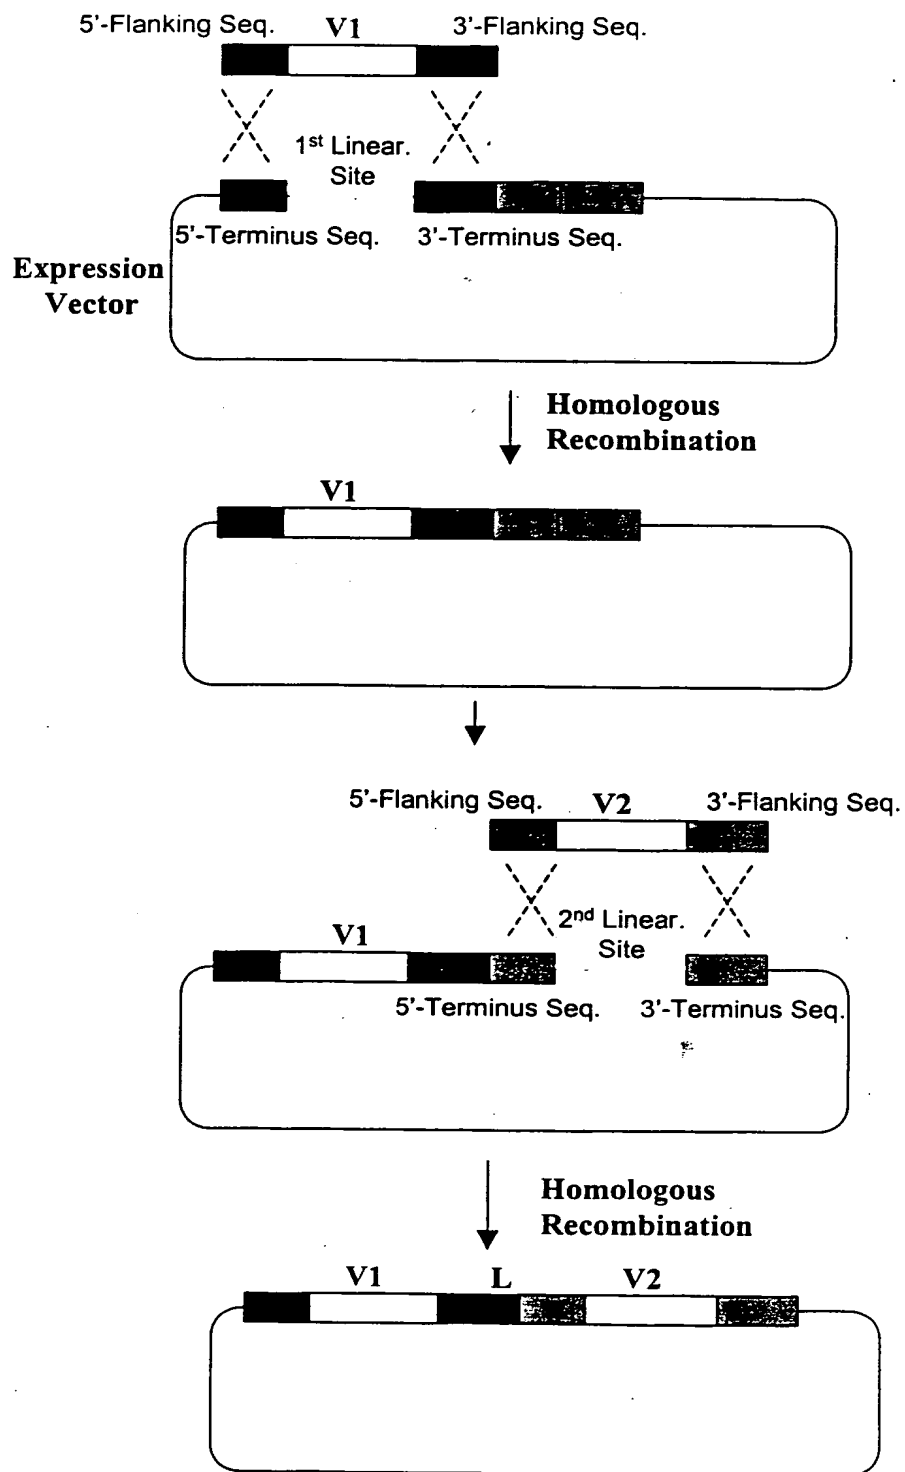 5'-Flanking Seq. V1 3'-Flanking Seq.
1st Linear.
Site
5'-Terminus Seq. 3'-Terminus Seq.
Expression
Vector
Homologous
Recombination
V1
5'-Flanking Seq. V2 3'-Flanking Seq.
2nd Linear.
Site
V1
5'-Terminus Seq. 3'-Terminus Seq.
Homologous
Recombination
V1 L V2